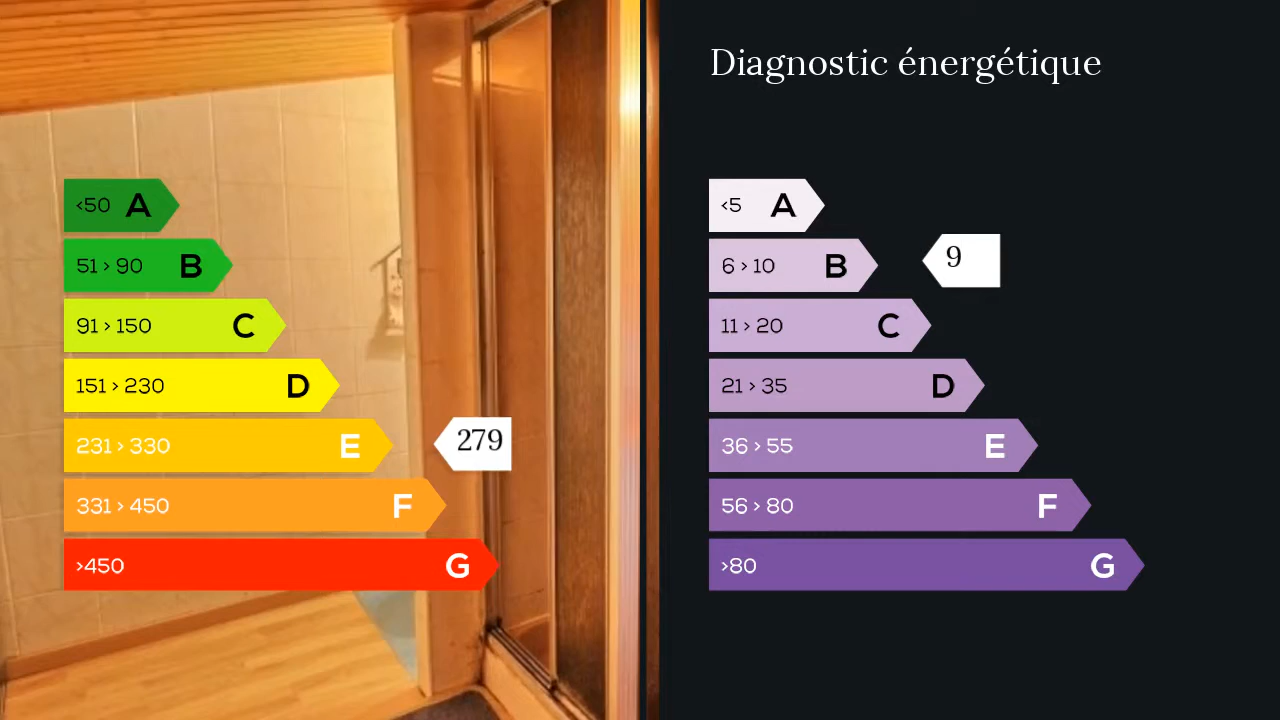 Diagnostic énergétique
<50 A
51 > 90 B
91 > 150 C
151 > 230 D
231 > 330 E
279
331 > 450 F
>450 G
<5 A
6 > 10 B
9
11 > 20 C
21 > 35 D
36 > 55 E
56 > 80 F
>80 G